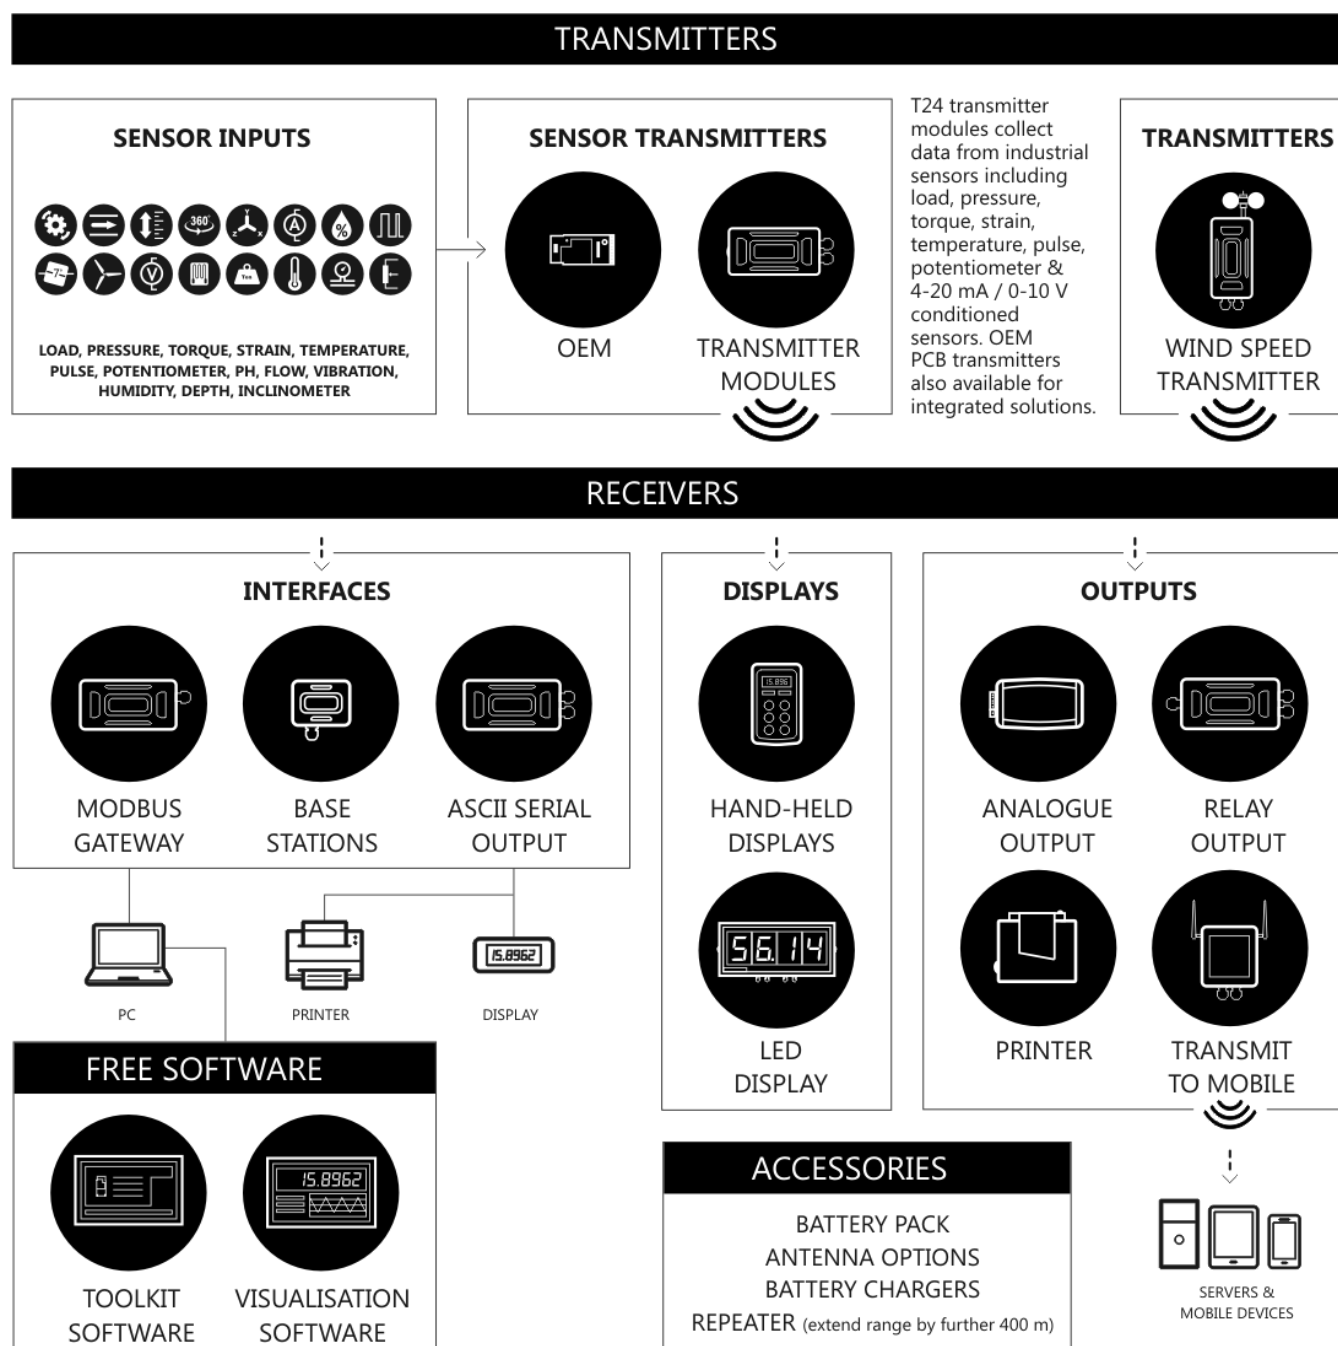 TRANSMITTERS
SENSOR INPUTS
360°
Y
Z
X
A
%
-7°
V
Ton
LOAD, PRESSURE, TORQUE, STRAIN, TEMPERATURE,
PULSE, POTENTIOMETER, PH, FLOW, VIBRATION,
HUMIDITY, DEPTH, INCLINOMETER
SENSOR TRANSMITTERS
OEM
TRANSMITTER
MODULES
T24 transmitter
modules collect
data from industrial
sensors including
load, pressure,
torque, strain,
temperature, pulse,
potentiometer &
4-20 mA / 0-10 V
conditioned
sensors. OEM
PCB transmitters
also available for
integrated solutions.
TRANSMITTERS
WIND SPEED
TRANSMITTER
RECEIVERS
INTERFACES
MODBUS
GATEWAY
BASE
STATIONS
ASCII SERIAL
OUTPUT
PC
PRINTER
15.8962
DISPLAY
DISPLAYS
15.896
HAND-HELD
DISPLAYS
56.14
LED
DISPLAY
OUTPUTS
ANALOGUE
OUTPUT
RELAY
OUTPUT
PRINTER
TRANSMIT
TO MOBILE
SERVERS &
MOBILE DEVICES
FREE SOFTWARE
TOOLKIT
SOFTWARE
15.8962
VISUALISATION
SOFTWARE
ACCESSORIES
BATTERY PACK
ANTENNA OPTIONS
BATTERY CHARGERS
REPEATER (extend range by further 400 m)